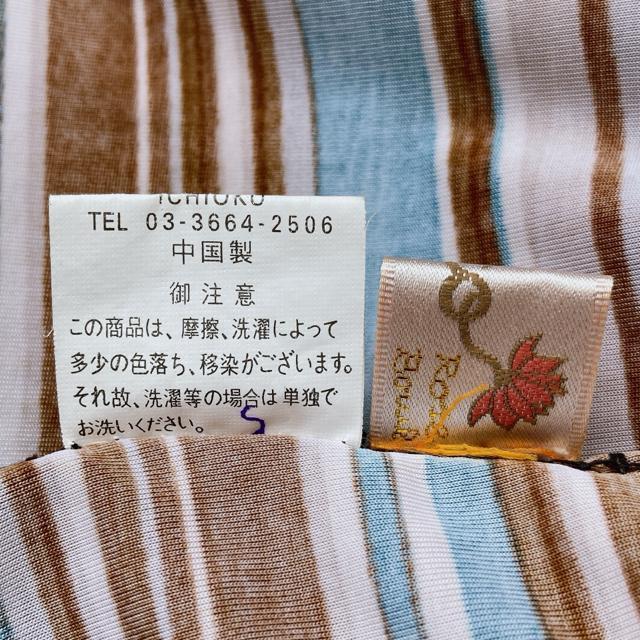 ICHIOKU
TEL 03-3664-2506
中国製
御注意
この商品は、摩擦、洗濯によって
多少の色落ち、移染がございます。
それ故、洗濯等の場合は単独で
お洗いください。
S
Rose